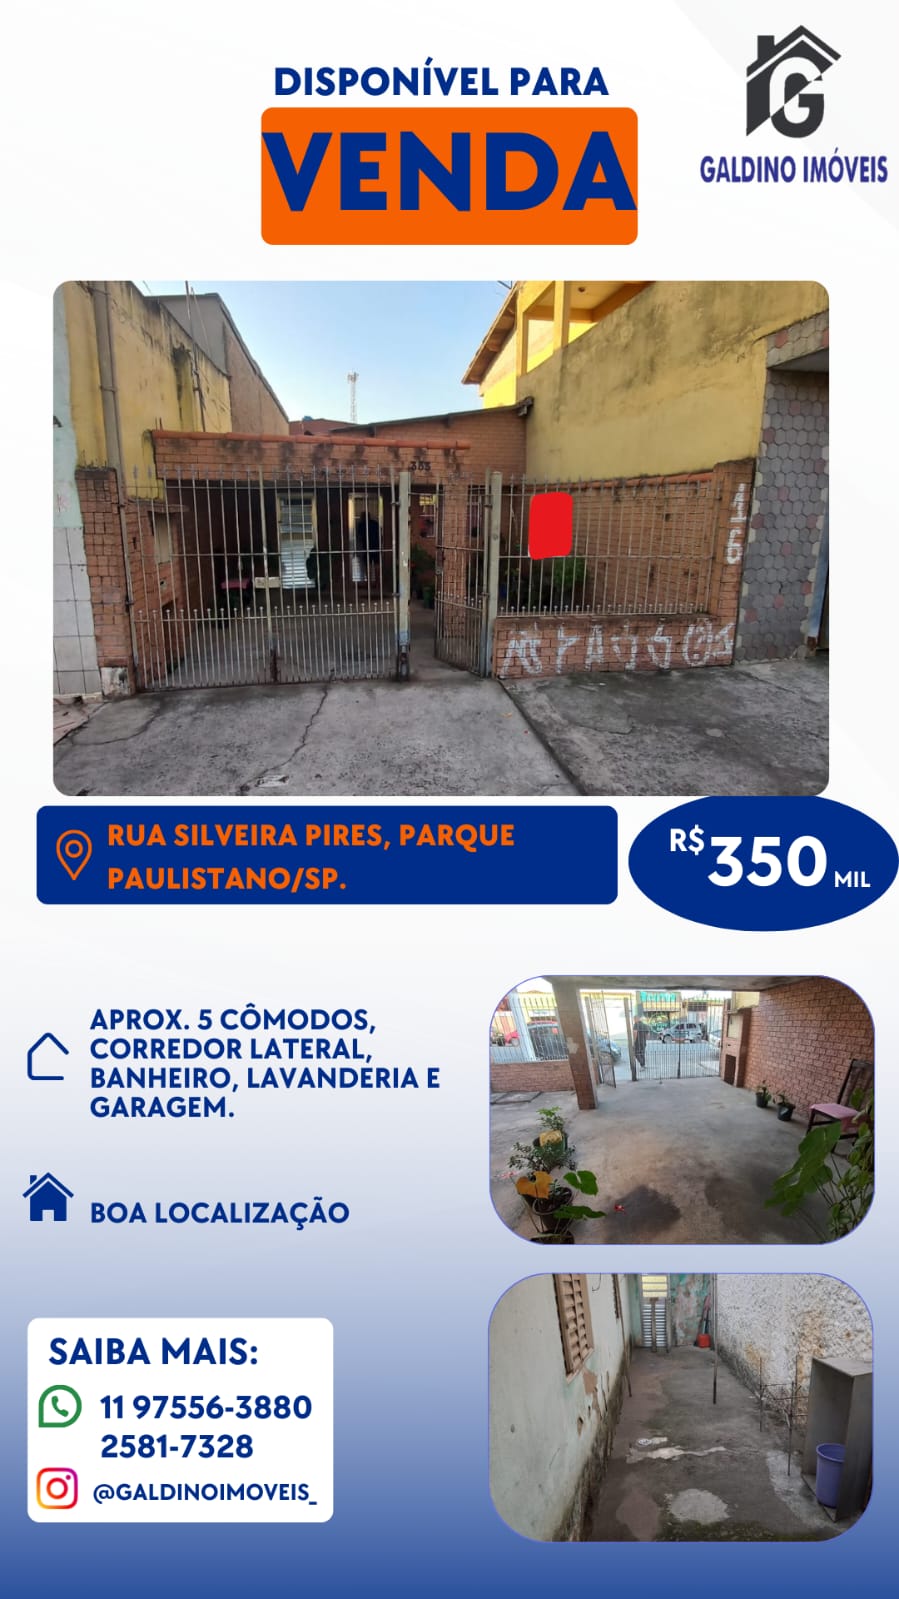 DISPONÍVEL PARA
VENDA
G
GALDINO IMÓVEIS
RUA SILVEIRA PIRES, PARQUE
PAULISTANO/SP.
R$350 MIL
APROX. 5 CÔMODOS,
CORREDOR LATERAL,
BANHEIRO, LAVANDERIA E
GARAGEM.
BOA LOCALIZAÇÃO
SAIBA MAIS:
11 97556-3880
2581-7328
@GALDINOIMOVEIS_